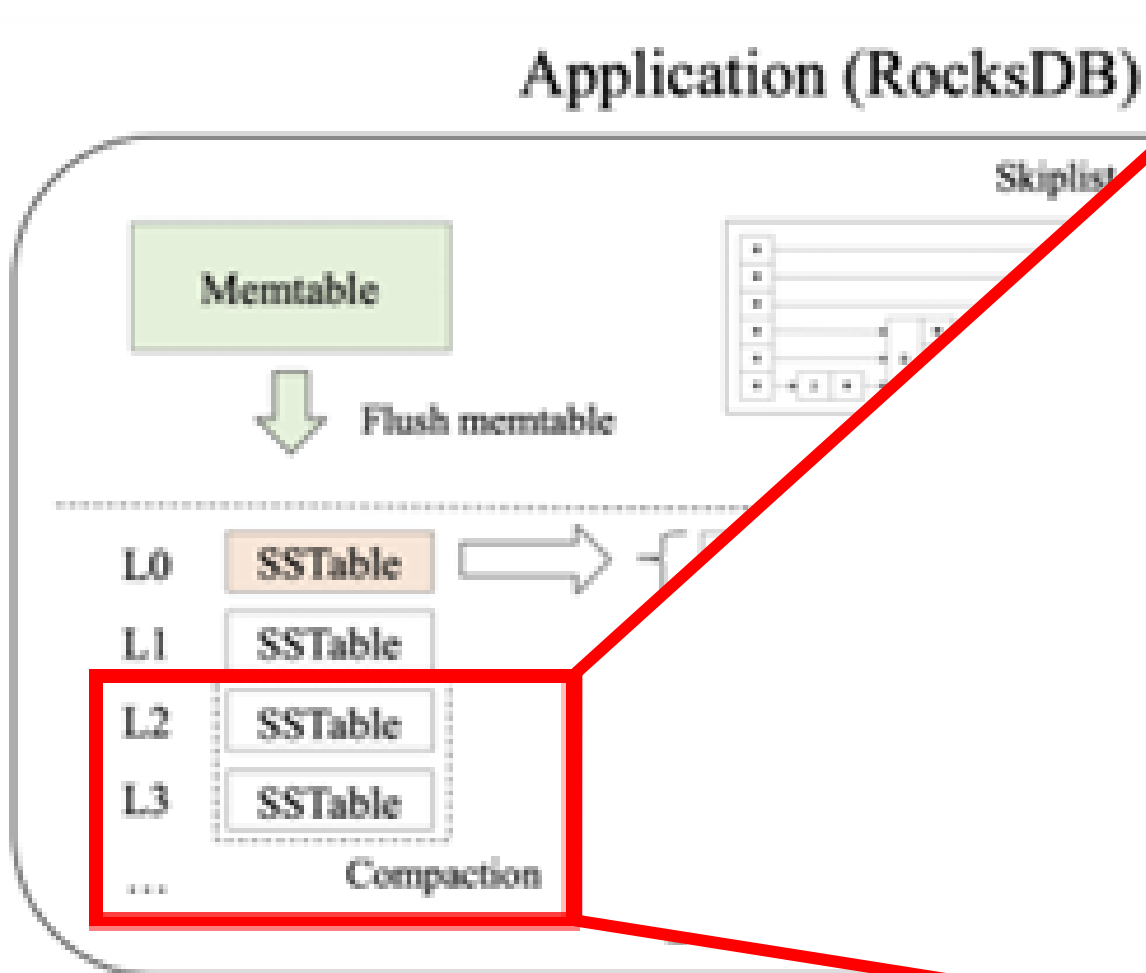 Application (RocksDB)
Skiplist
Memtable
Flush memtable
L0 SSTable
L1 SSTable
L2 SSTable
L3 SSTable
... Compaction